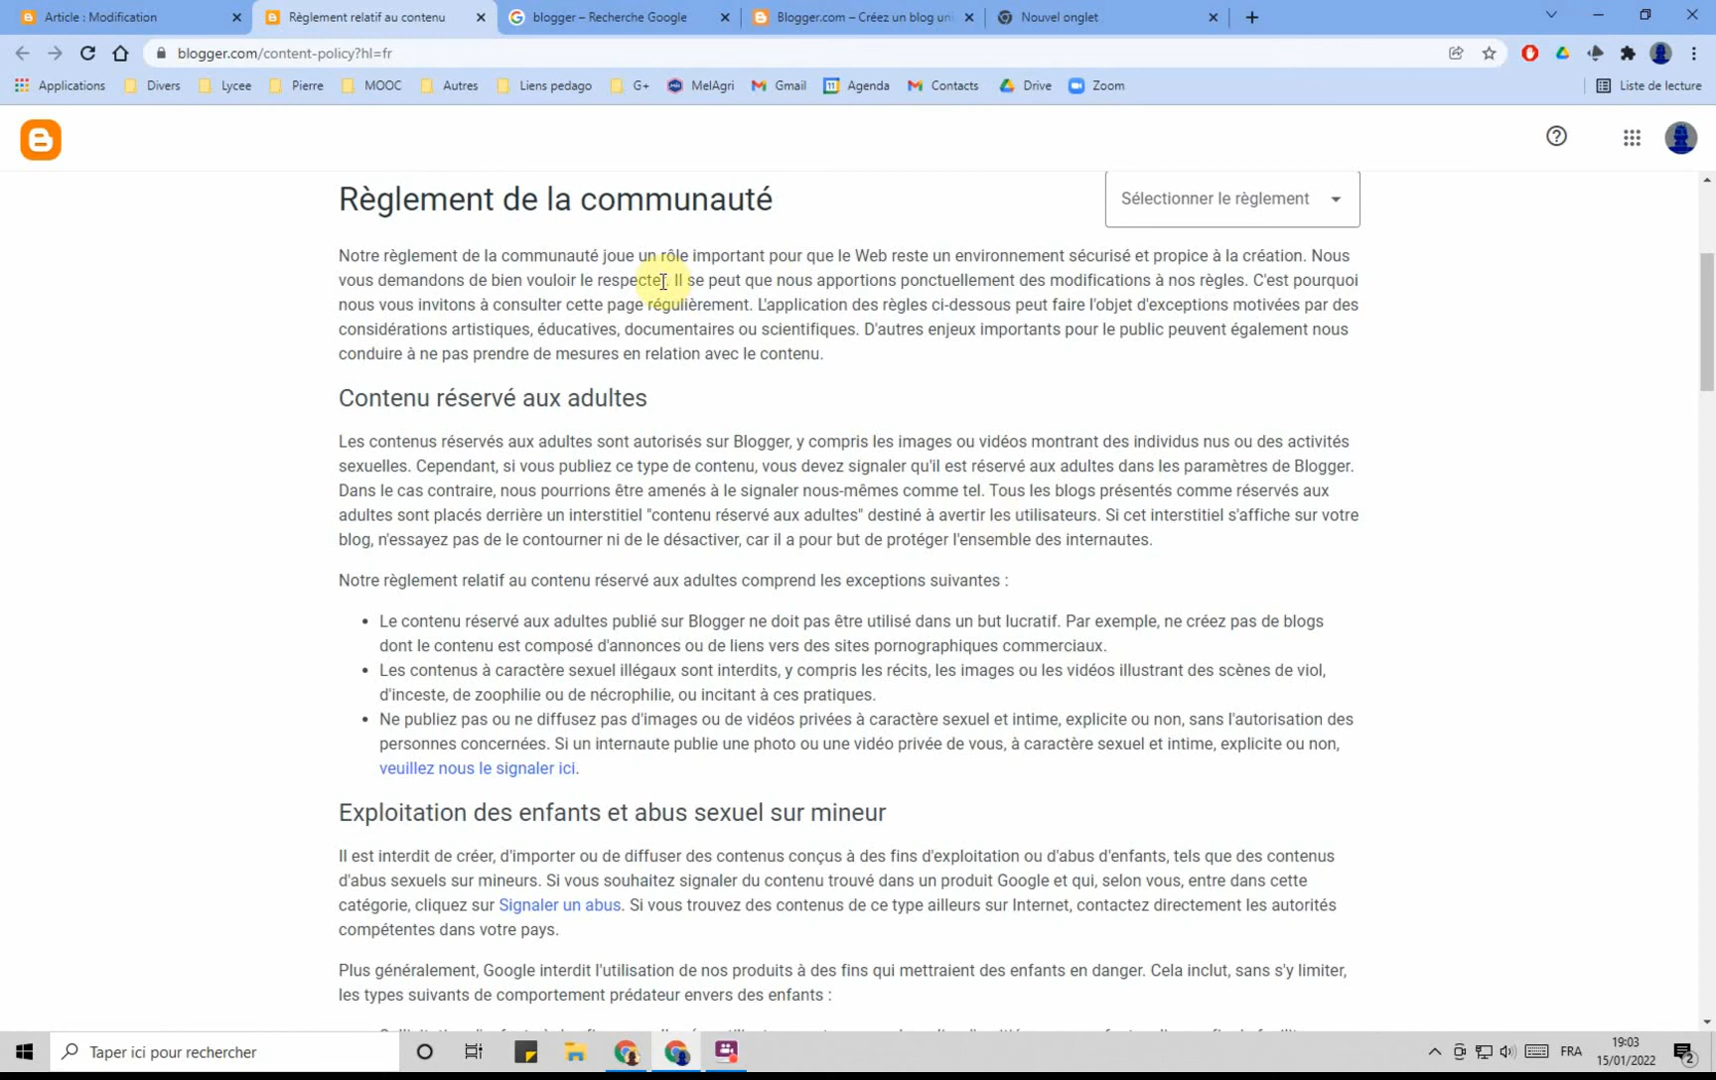 Article : Modification
Règlement relatif au contenu
blogger – Recherche Google
Blogger.com – Créez un blog uni
Nouvel onglet
blogger.com/content-policy?hl=fr
Applications
Divers
Lycee
Pierre
MOOC
Autres
Liens pedago
G+
MelAgri
Gmail
Agenda
Contacts
Drive
Zoom
Liste de lecture
Règlement de la communauté
Sélectionner le règlement
Notre règlement de la communauté joue un rôle important pour que le Web reste un environnement sécurisé et propice à la création. Nous
vous demandons de bien vouloir le respecter. Il se peut que nous apportions ponctuellement des modifications à nos règles. C'est pourquoi
nous vous invitons à consulter cette page régulièrement. L'application des règles ci-dessous peut faire l'objet d'exceptions motivées par des
considérations artistiques, éducatives, documentaires ou scientifiques. D'autres enjeux importants pour le public peuvent également nous
conduire à ne pas prendre de mesures en relation avec le contenu.
Contenu réservé aux adultes
Les contenus réservés aux adultes sont autorisés sur Blogger, y compris les images ou vidéos montrant des individus nus ou des activités
sexuelles. Cependant, si vous publiez ce type de contenu, vous devez signaler qu'il est réservé aux adultes dans les paramètres de Blogger.
Dans le cas contraire, nous pourrions être amenés à le signaler nous-mêmes comme tel. Tous les blogs présentés comme réservés aux
adultes sont placés derrière un interstitiel "contenu réservé aux adultes" destiné à avertir les utilisateurs. Si cet interstitiel s'affiche sur votre
blog, n'essayez pas de le contourner ni de le désactiver, car il a pour but de protéger l'ensemble des internautes.
Notre règlement relatif au contenu réservé aux adultes comprend les exceptions suivantes :
• Le contenu réservé aux adultes publié sur Blogger ne doit pas être utilisé dans un but lucratif. Par exemple, ne créez pas de blogs
dont le contenu est composé d'annonces ou de liens vers des sites pornographiques commerciaux.
• Les contenus à caractère sexuel illégaux sont interdits, y compris les récits, les images ou les vidéos illustrant des scènes de viol,
d'inceste, de zoophilie ou de nécrophilie, ou incitant à ces pratiques.
• Ne publiez pas ou ne diffusez pas d'images ou de vidéos privées à caractère sexuel et intime, explicite ou non, sans l'autorisation des
personnes concernées. Si un internaute publie une photo ou une vidéo privée de vous, à caractère sexuel et intime, explicite ou non,
veuillez nous le signaler ici.
Exploitation des enfants et abus sexuel sur mineur
Il est interdit de créer, d'importer ou de diffuser des contenus conçus à des fins d'exploitation ou d'abus d'enfants, tels que des contenus
d'abus sexuels sur mineurs. Si vous souhaitez signaler du contenu trouvé dans un produit Google et qui, selon vous, entre dans cette
catégorie, cliquez sur Signaler un abus. Si vous trouvez des contenus de ce type ailleurs sur Internet, contactez directement les autorités
compétentes dans votre pays.
Plus généralement, Google interdit l'utilisation de nos produits à des fins qui mettraient des enfants en danger. Cela inclut, sans s'y limiter,
les types suivants de comportement prédateur envers des enfants :
Taper ici pour rechercher
FRA
19:03
15/01/2022
2